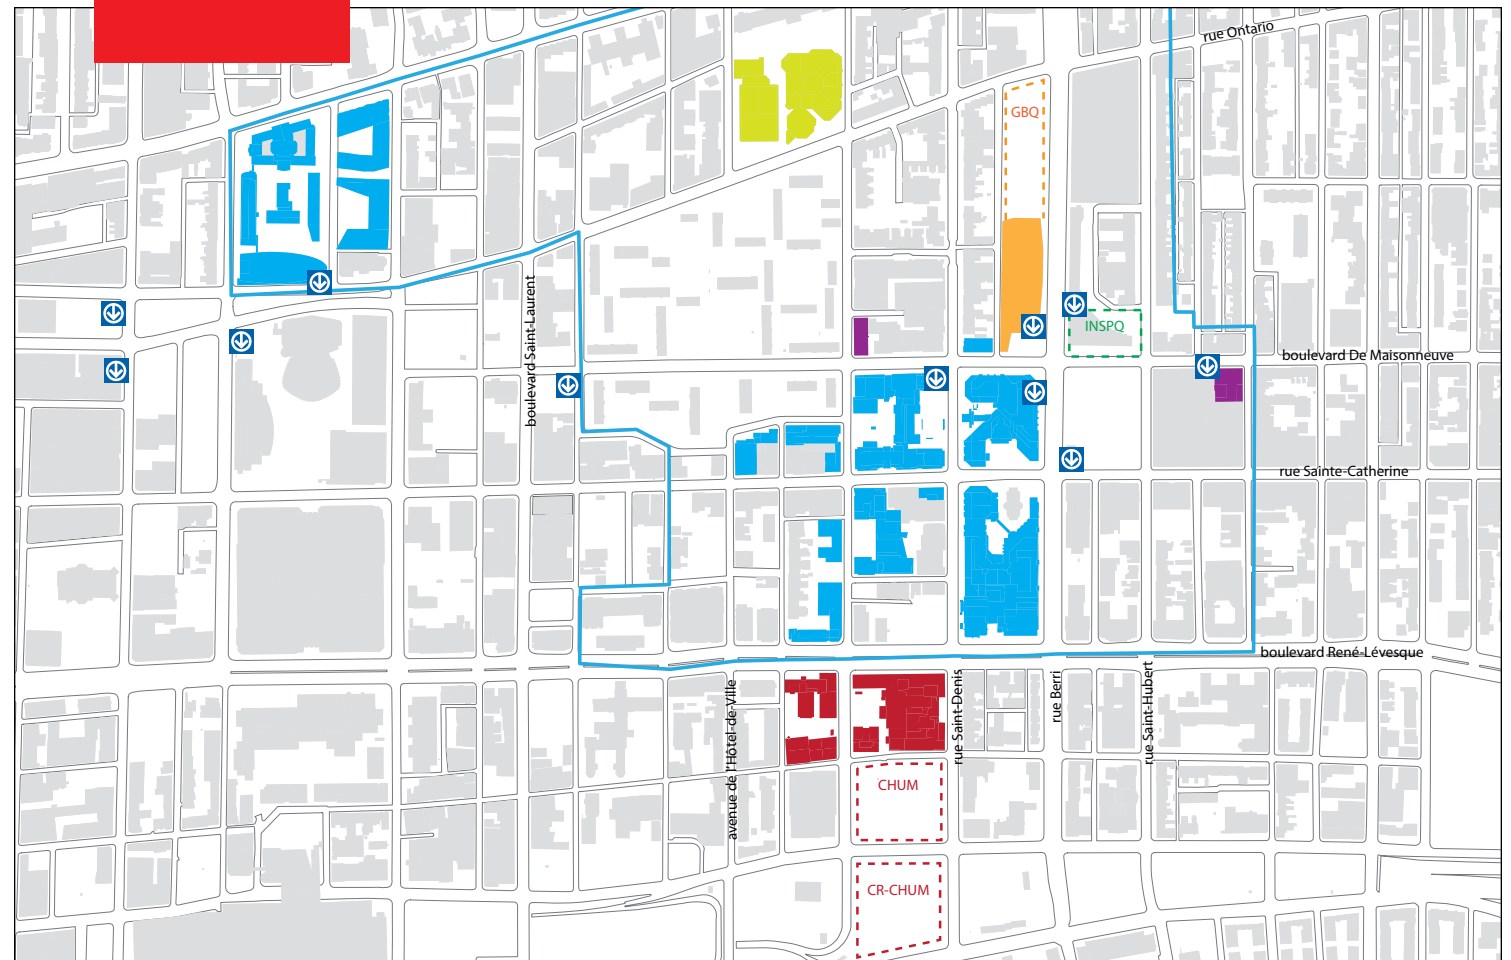 rue Ontario
GBQ
INSPQ
boulevard Saint-Laurent
boulevard De Maisonneuve
rue Sainte-Catherine
boulevard René-Lévesque
avenue de l'Hôtel-de-Ville
rue Saint-Denis
rue Berri
rue Saint-Hubert
CHUM
CR-CHUM